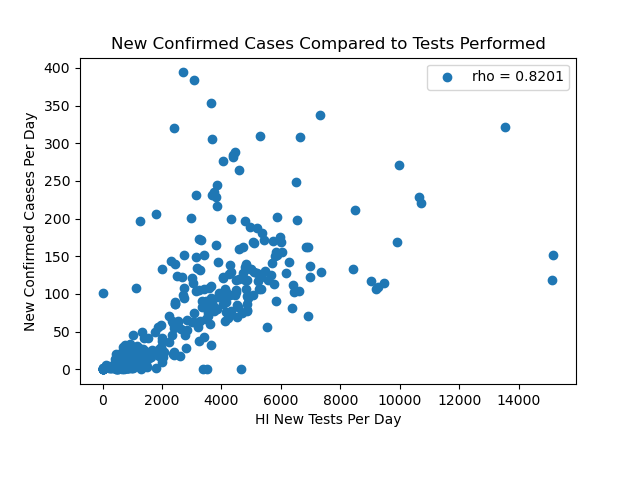 New Confirmed Cases Compared to Tests Performed
rho = 0.8201
New Confirmed Caeses Per Day
400
350
300
250
200
150
100
50
0
0 2000 4000 6000 8000 10000 12000 14000
HI New Tests Per Day